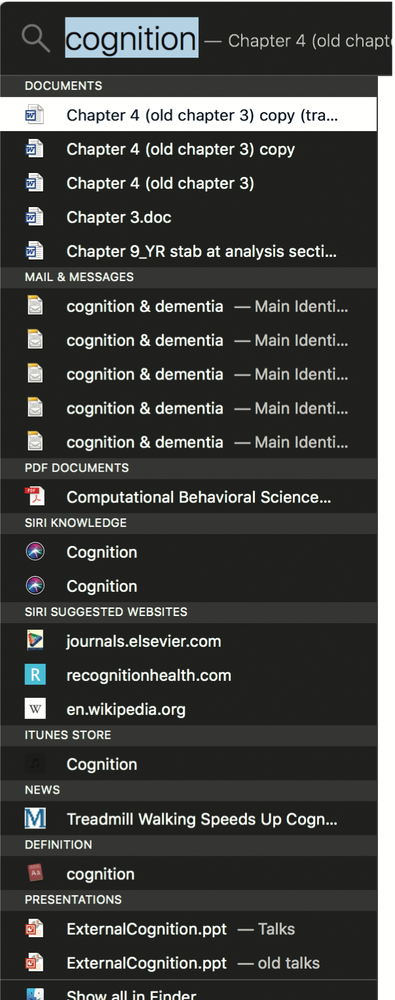 cognition — Chapter 4 (old chapt
DOCUMENTS
Chapter 4 (old chapter 3) copy (tra...
Chapter 4 (old chapter 3) copy
Chapter 4 (old chapter 3)
Chapter 3.doc
Chapter 9_YR stab at analysis secti...
MAIL & MESSAGES
cognition & dementia — Main Identi...
cognition & dementia — Main Identi...
cognition & dementia — Main Identi...
cognition & dementia — Main Identi...
cognition & dementia — Main Identi...
PDF DOCUMENTS
PDF Computational Behavioral Science...
SIRI KNOWLEDGE
Cognition
Cognition
SIRI SUGGESTED WEBSITES
journals.elsevier.com
R recognitionhealth.com
W en.wikipedia.org
ITUNES STORE
Cognition
NEWS
M Treadmill Walking Speeds Up Cogn...
DEFINITION
Aa cognition
PRESENTATIONS
ExternalCognition.ppt — Talks
ExternalCognition.ppt — old talks
Show all in Finder